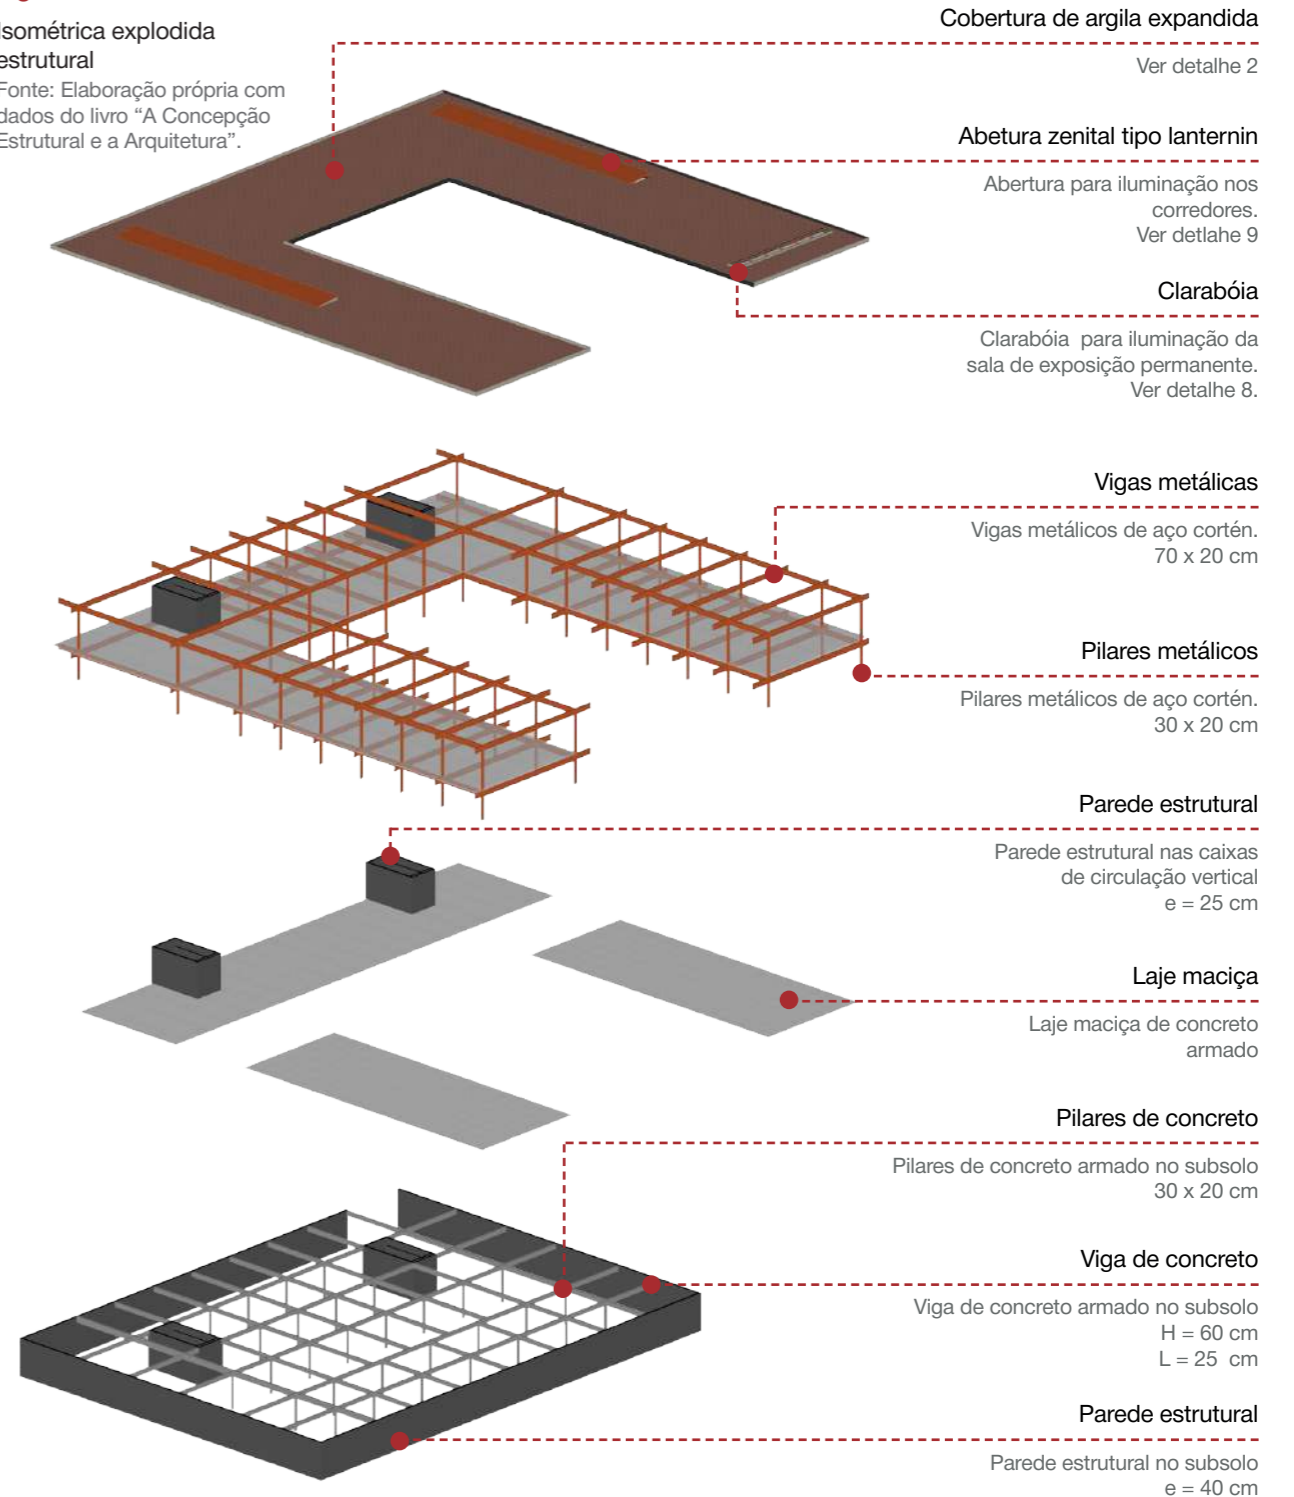 Isométrica explodida
estrutural
Fonte: Elaboração própria com
dados do livro “A Concepção
Estrutural e a Arquitetura”.
Cobertura de argila expandida
Ver detalhe 2
Abetura zenital tipo lanternin
Abertura para iluminação nos
corredores.
Ver detlahe 9
Clarabóia
Clarabóia para iluminação da
sala de exposição permanente.
Ver detalhe 8.
Vigas metálicas
Vigas metálicos de aço cortén.
70 x 20 cm
Pilares metálicos
Pilares metálicos de aço cortén.
30 x 20 cm
Parede estrutural
Parede estrutural nas caixas
de circulação vertical
e = 25 cm
Laje maciça
Laje maciça de concreto
armado
Pilares de concreto
Pilares de concreto armado no subsolo
30 x 20 cm
Viga de concreto
Viga de concreto armado no subsolo
H = 60 cm
L = 25 cm
Parede estrutural
Parede estrutural no subsolo
e = 40 cm